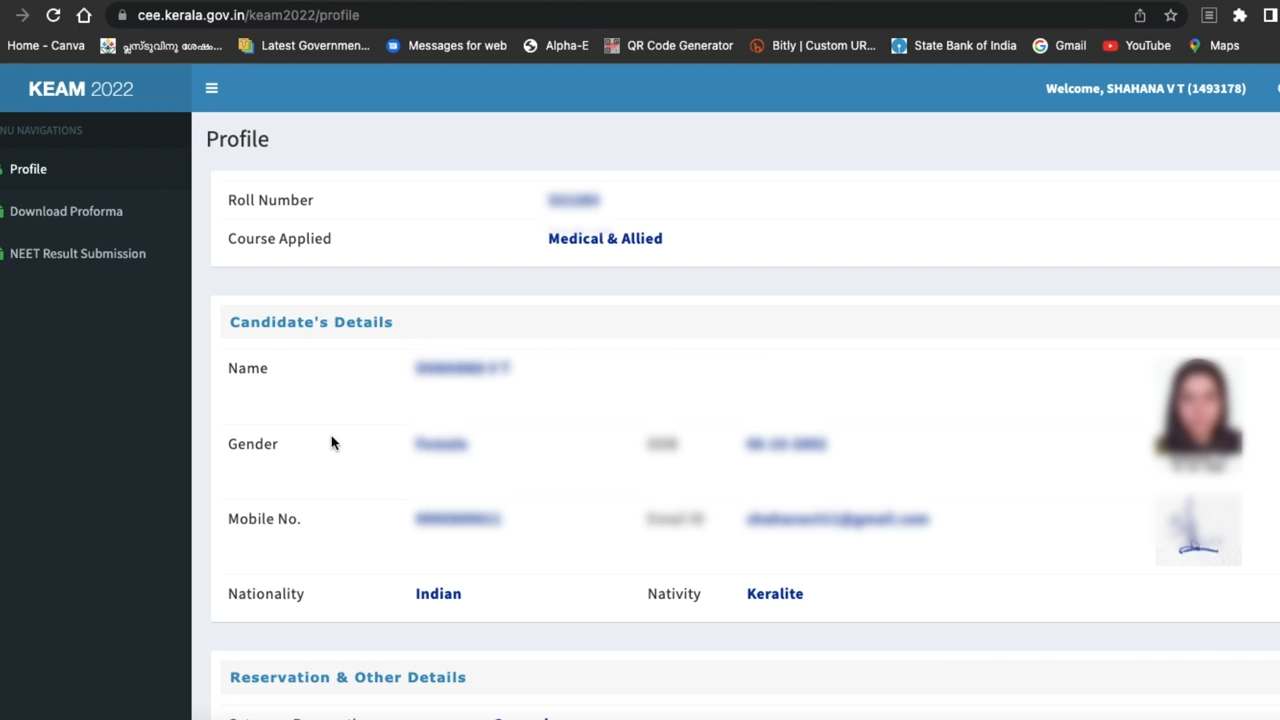 cee.kerala.gov.in/keam2022/profile
Home - Canva പ്ലസ്ടുവിനു ശേഷം... Latest Governmen... Messages for web Alpha-E QR Code Generator Bitly | Custom UR... State Bank of India Gmail YouTube Maps
KEAM 2022
Welcome, SHAHANA V T (1493178)
NU NAVIGATIONS
Profile
Download Proforma
NEET Result Submission
Profile
Roll Number
Course Applied Medical & Allied
Candidate's Details
Name
Gender
Mobile No.
Nationality Indian Nativity Keralite
Reservation & Other Details